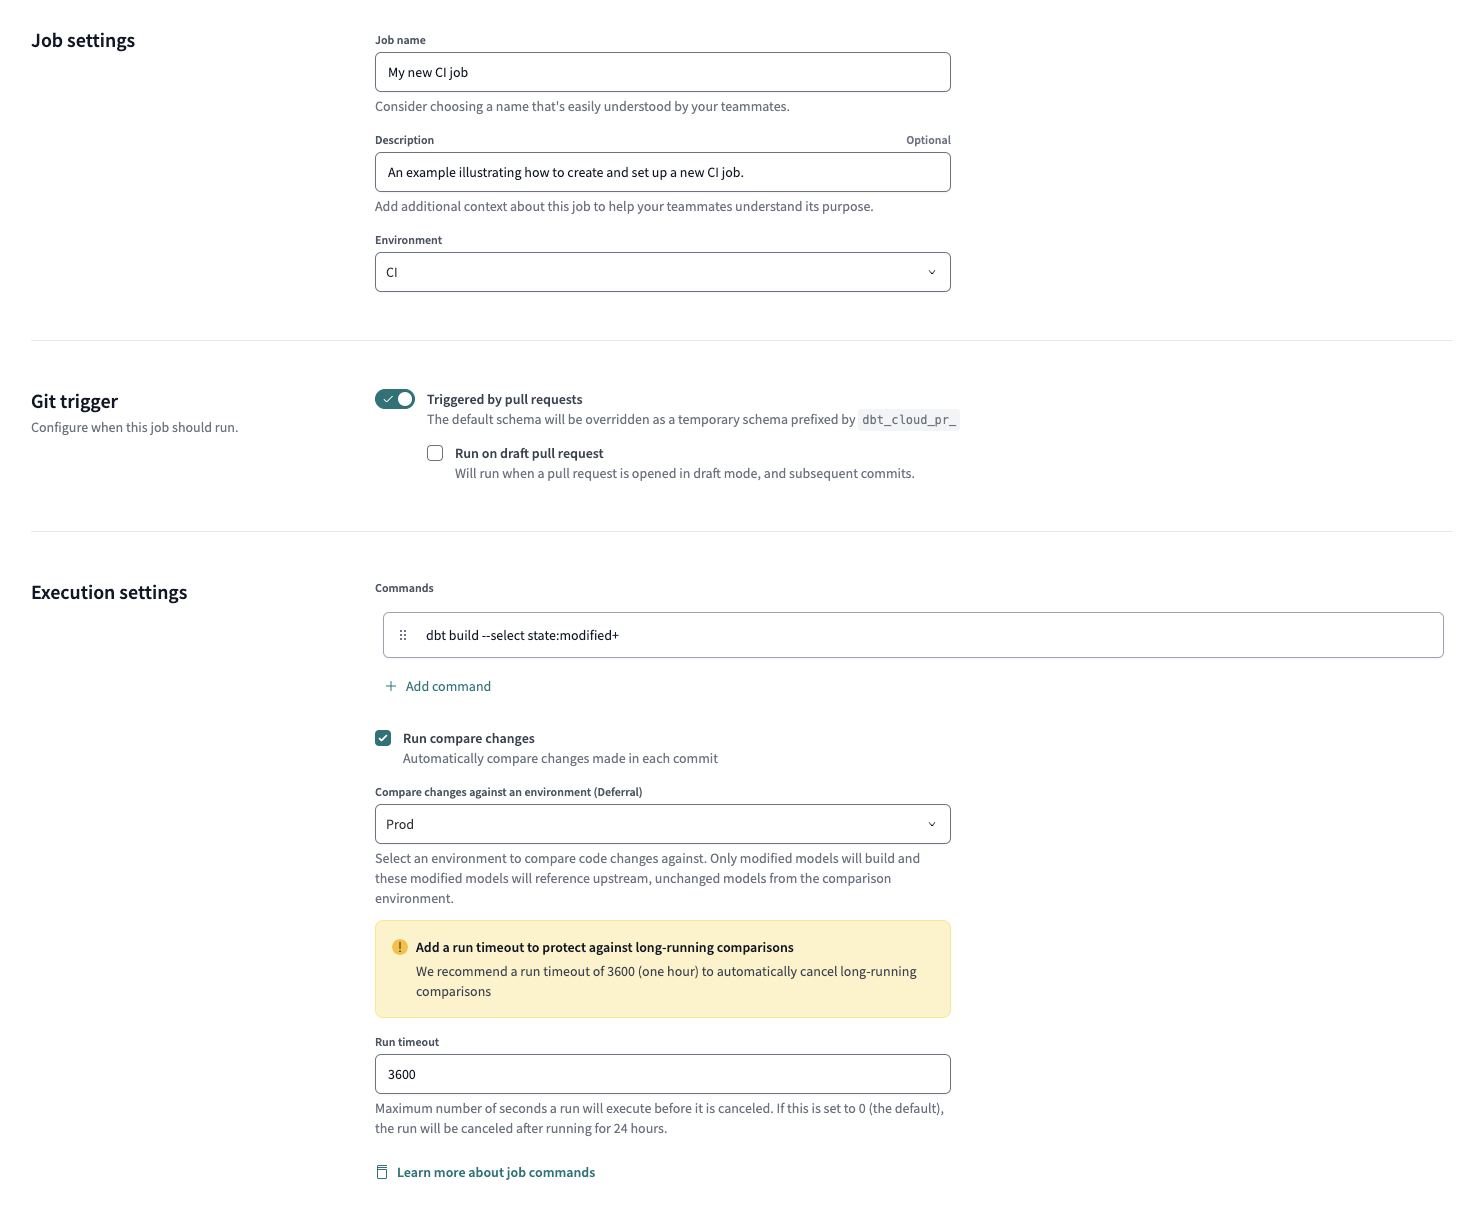 Job settings
Job name
My new CI job
Consider choosing a name that's easily understood by your teammates.
Description
Optional
An example illustrating how to create and set up a new CI job.
Add additional context about this job to help your teammates understand its purpose.
Environment
CI
Git trigger
Configure when this job should run.
Triggered by pull requests
The default schema will be overridden as a temporary schema prefixed by dbt_cloud_pr_
Run on draft pull request
Will run when a pull request is opened in draft mode, and subsequent commits.
Execution settings
Commands
dbt build --select state:modified+
Add command
Run compare changes
Automatically compare changes made in each commit
Compare changes against an environment (Deferral)
Prod
Select an environment to compare code changes against. Only modified models will build and
these modified models will reference upstream, unchanged models from the comparison
environment.
Add a run timeout to protect against long-running comparisons
We recommend a run timeout of 3600 (one hour) to automatically cancel long-running
comparisons
Run timeout
3600
Maximum number of seconds a run will execute before it is canceled. If this is set to 0 (the default),
the run will be canceled after running for 24 hours.
Learn more about job commands